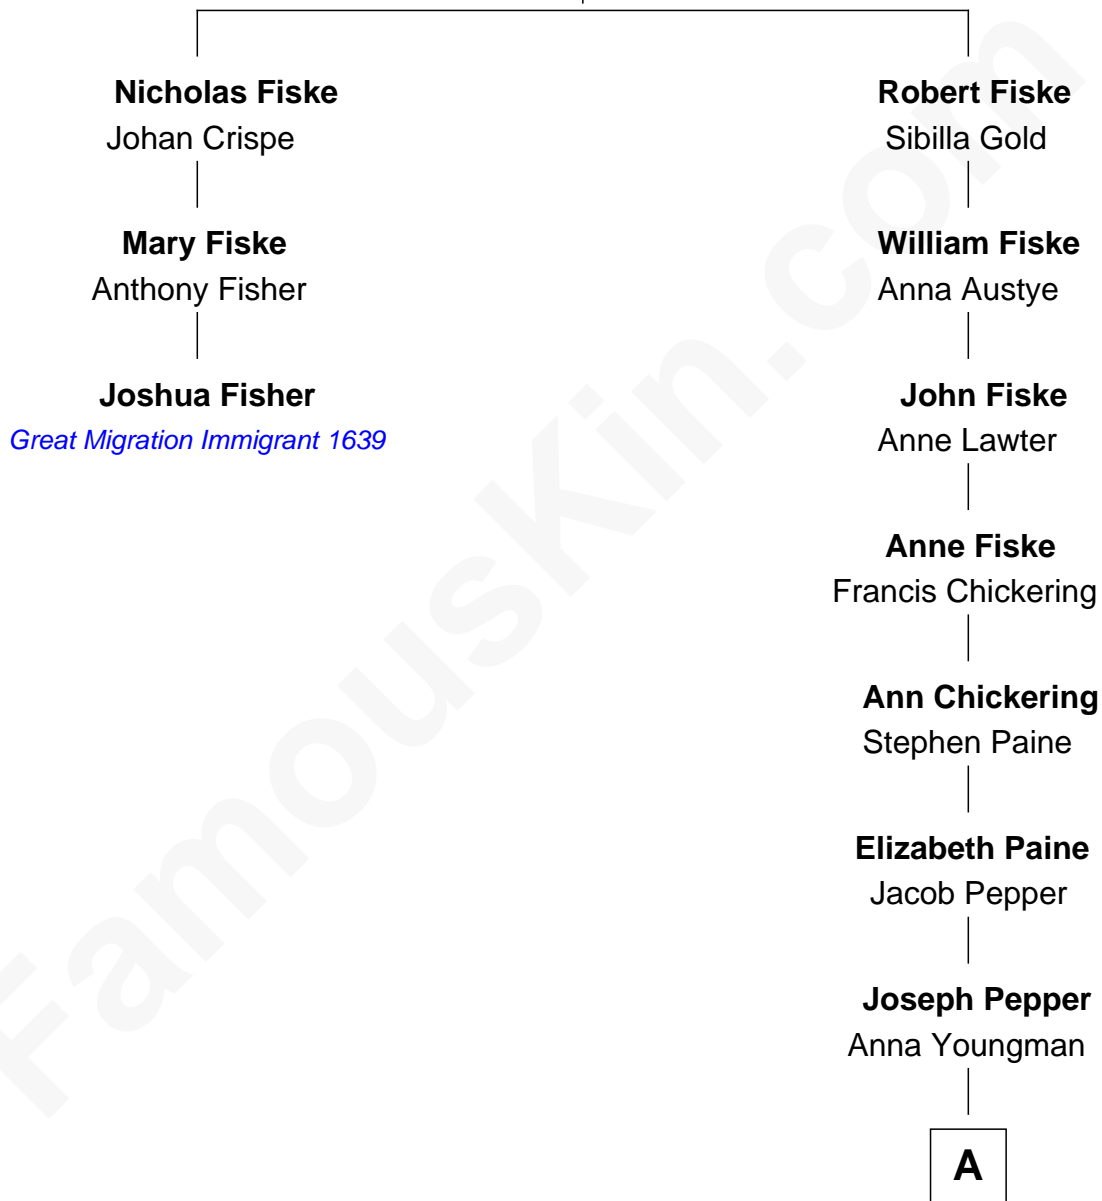 Nicholas Fiske
Johan Crispe
Mary Fiske
Anthony Fisher
Joshua Fisher
Great Migration Immigrant 1639
Robert Fiske
Sibilla Gold
William Fiske
Anna Austye
John Fiske
Anne Lawter
Anne Fiske
Francis Chickering
Ann Chickering
Stephen Paine
Elizabeth Paine
Jacob Pepper
Joseph Pepper
Anna Youngman
A
FamousKin.com